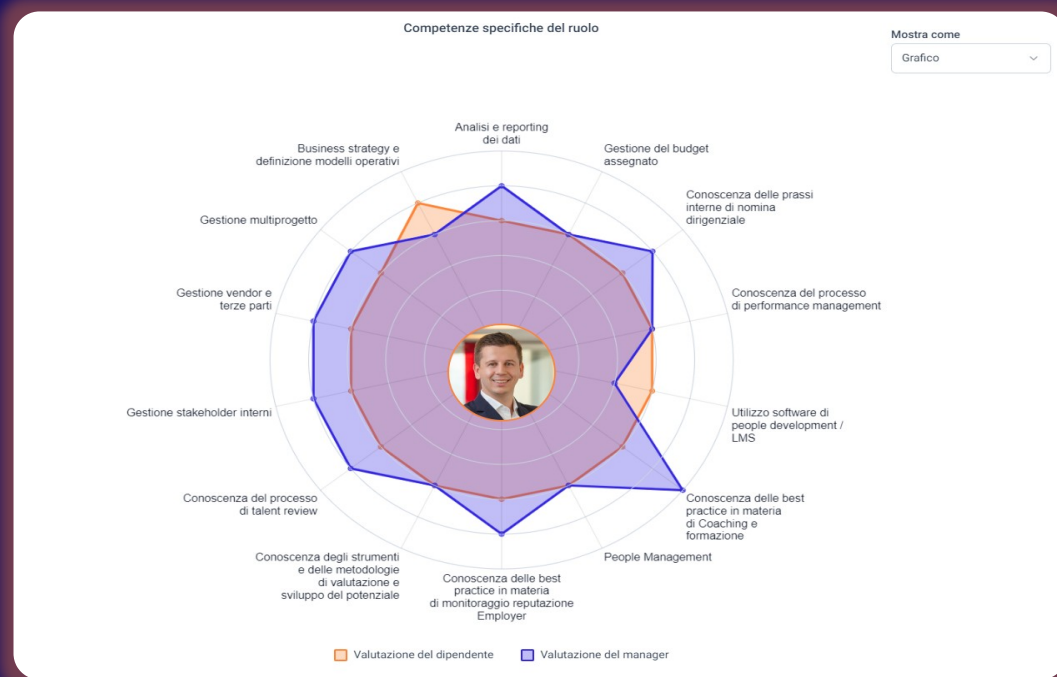 Competenze specifiche del ruolo
Mostra come
Grafico
Analisi e reporting
dei dati
Gestione del budget
assegnato
Conoscenza delle prassi
interne di nomina
dirigenziale
Conoscenza del processo
di performance management
Utilizzo software di
people development /
LMS
Conoscenza delle best
practice in materia
di Coaching e
formazione
People Management
Conoscenza delle best
practice in materia
di monitoraggio reputazione
Employer
Conoscenza degli strumenti
e delle metodologie
di valutazione e
sviluppo del potenziale
Conoscenza del processo
di talent review
Gestione stakeholder interni
Gestione vendor e
terze parti
Gestione multiprogetto
Business strategy e
definizione modelli operativi
Valutazione del dipendente
Valutazione del manager